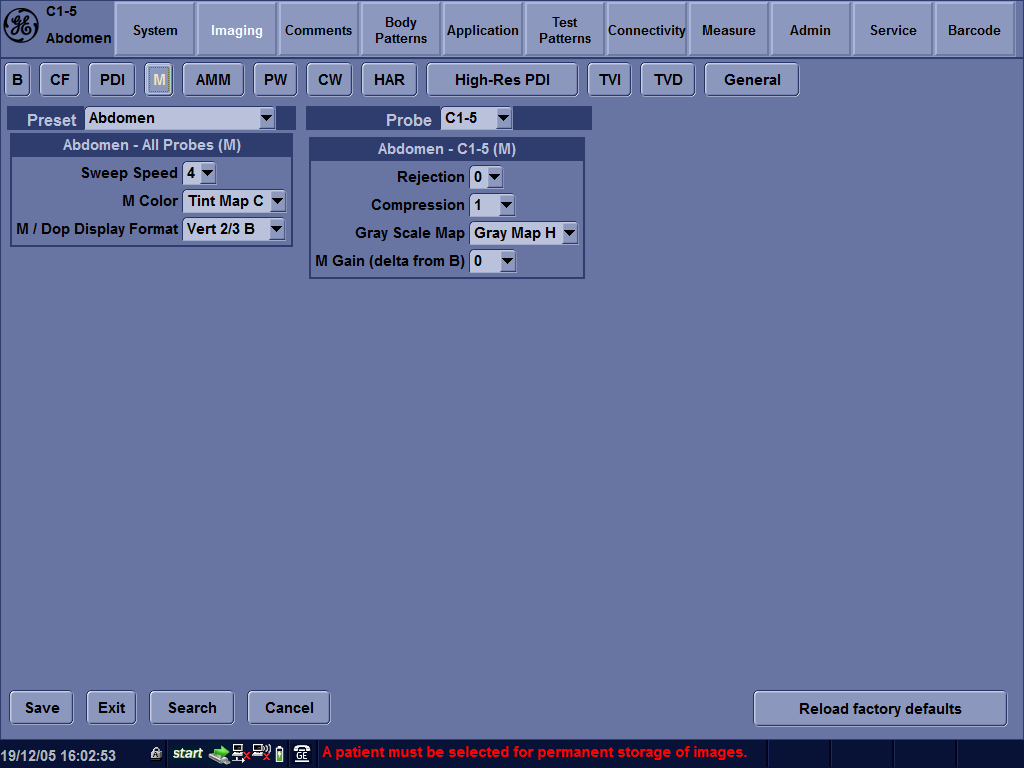 C1-5
Abdomen
System
Imaging
Comments
Body
Patterns
Application
Test
Patterns
Connectivity
Measure
Admin
Service
Barcode
B
CF
PDI
M
AMM
PW
CW
HAR
High-Res PDI
TVI
TVD
General
Preset Abdomen
Probe C1-5
Abdomen - All Probes (M)
Sweep Speed 4
M Color Tint Map C
M / Dop Display Format Vert 2/3 B
Abdomen - C1-5 (M)
Rejection 0
Compression 1
Gray Scale Map Gray Map H
M Gain (delta from B) 0
Save
Exit
Search
Cancel
Reload factory defaults
19/12/05 16:02:53
start
GE
A patient must be selected for permanent storage of images.